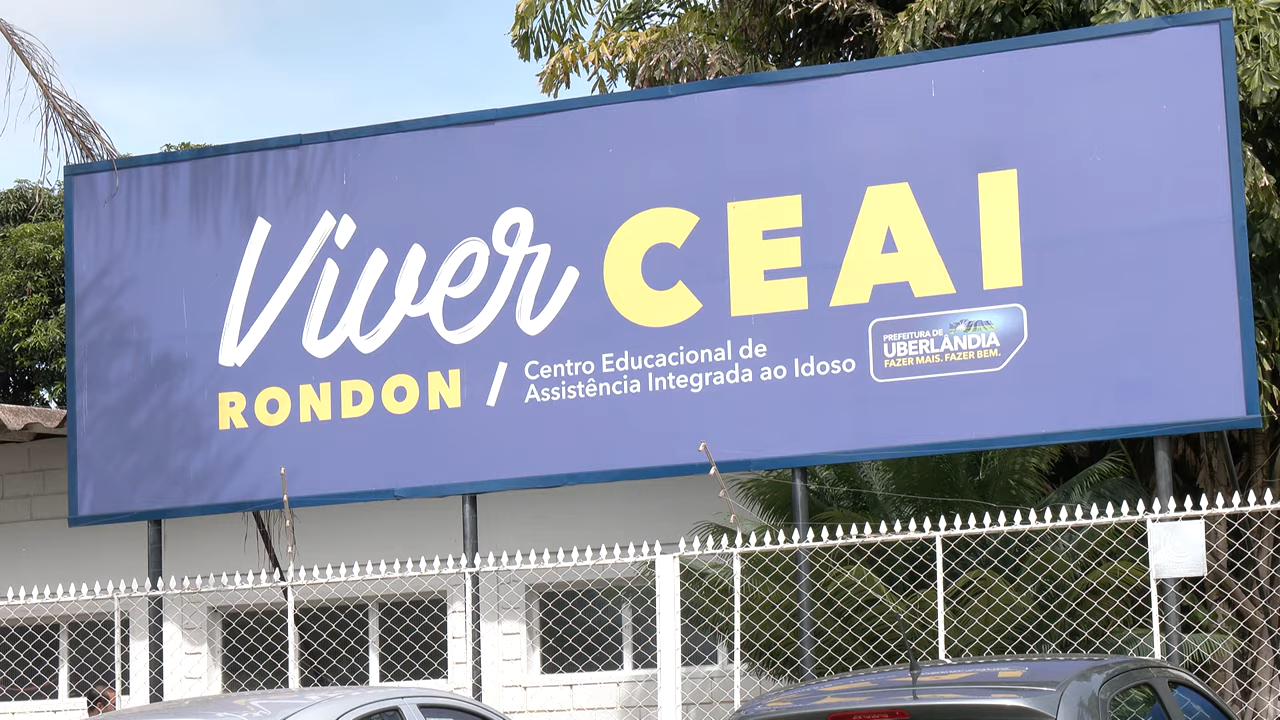 Viver CEAI
RONDON / Centro Educacional de
Assistência Integrada ao Idoso
PREFEITURA DE
UBERLÂNDIA
FAZER MAIS. FAZER BEM.